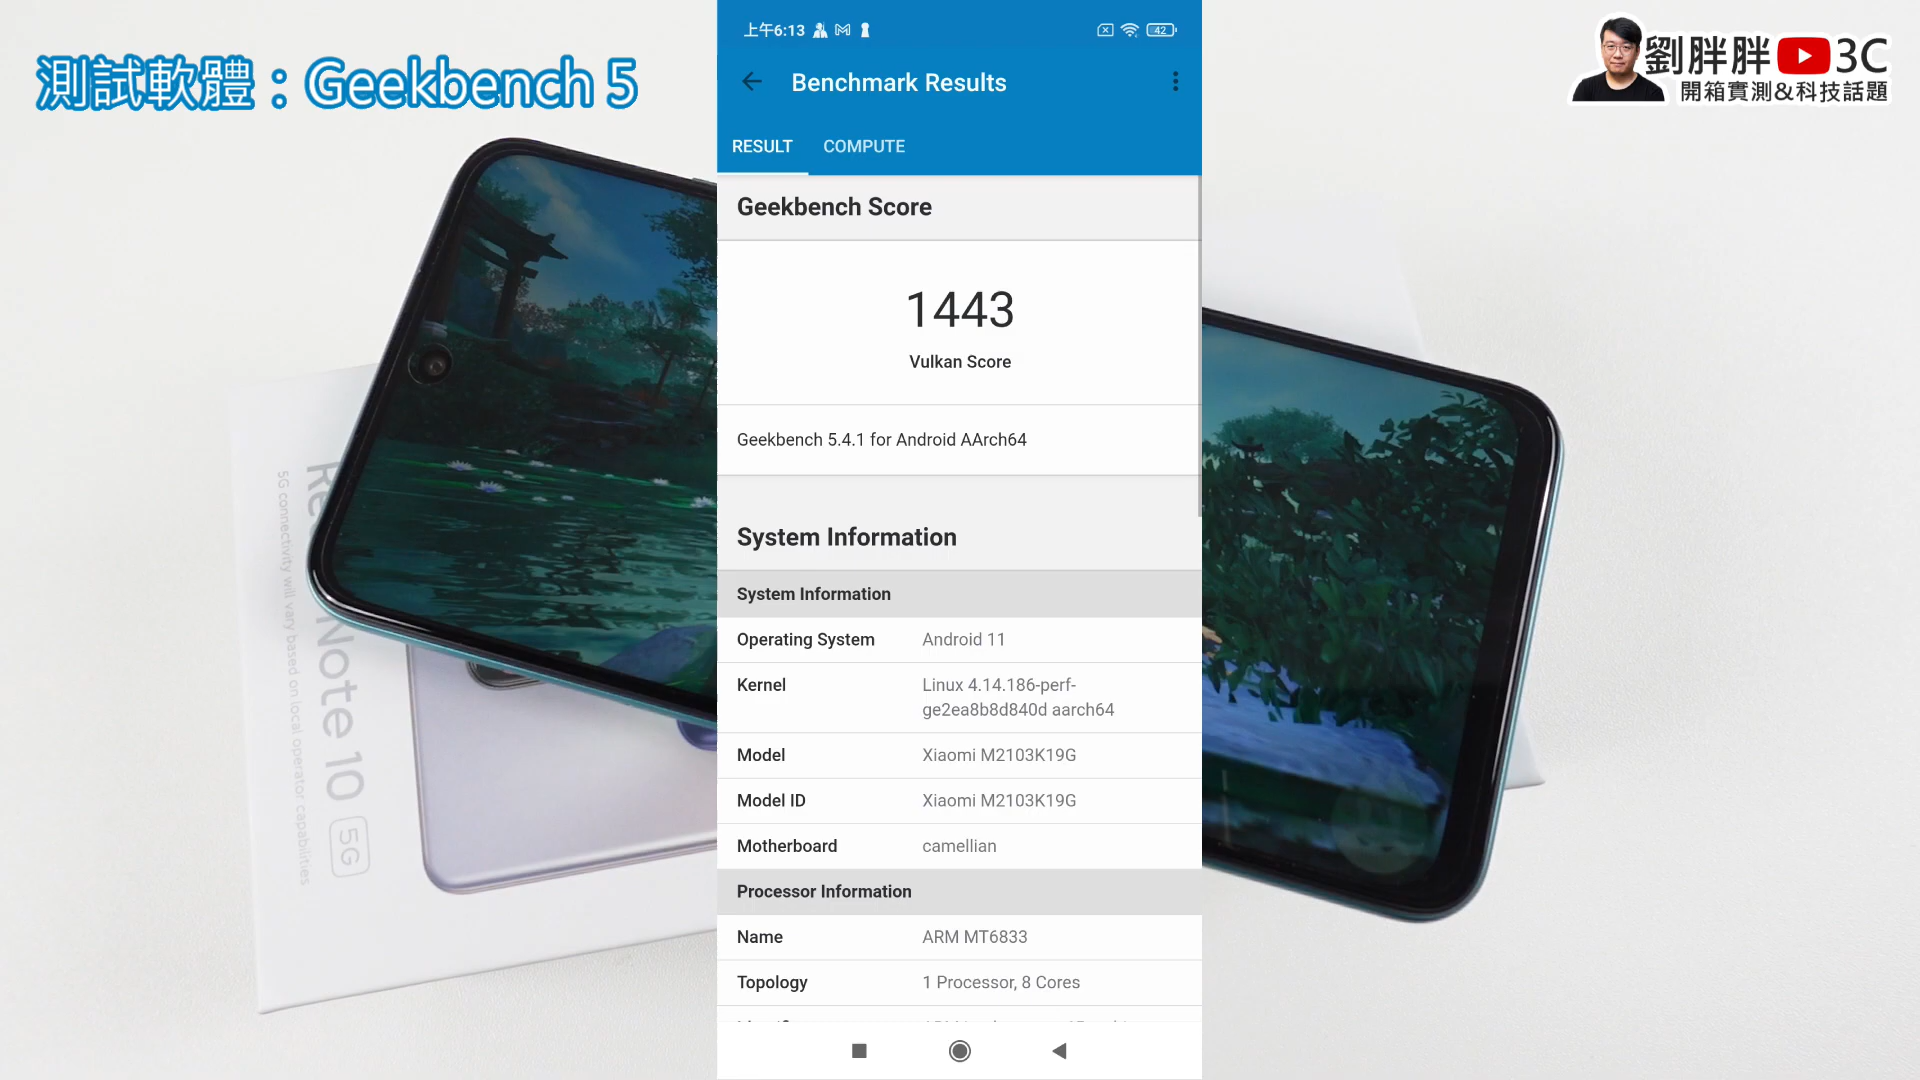 測試軟體：Geekbench 5
劉胖胖 3C
開箱實測&科技話題
上午6:13
42
Benchmark Results
RESULT COMPUTE
Geekbench Score
1443
Vulkan Score
Geekbench 5.4.1 for Android AArch64
System Information
System Information
Operating System Android 11
Kernel Linux 4.14.186-perf-
ge2ea8b8d840d aarch64
Model Xiaomi M2103K19G
Model ID Xiaomi M2103K19G
Motherboard camellian
Processor Information
Name ARM MT6833
Topology 1 Processor, 8 Cores
Note 10 5G
5G connectivity will vary based on local operator capabilities